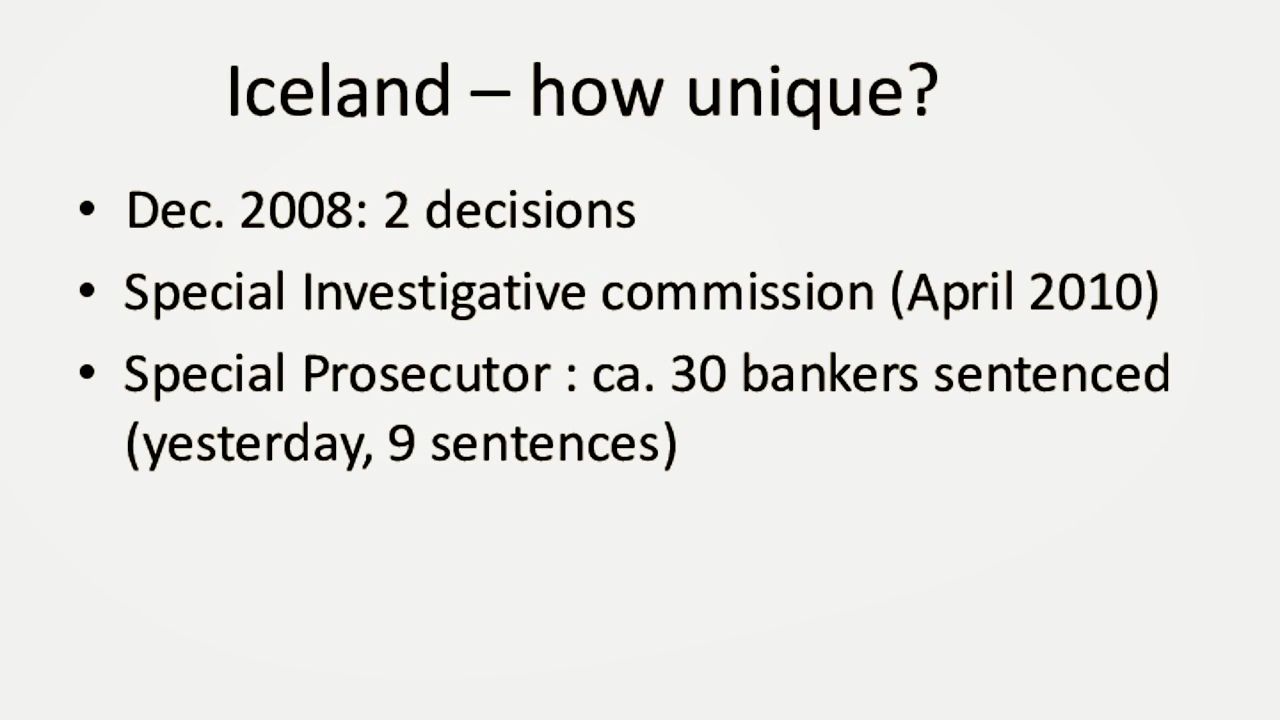 Iceland – how unique?
• Dec. 2008: 2 decisions
• Special Investigative commission (April 2010)
• Special Prosecutor : ca. 30 bankers sentenced
(yesterday, 9 sentences)